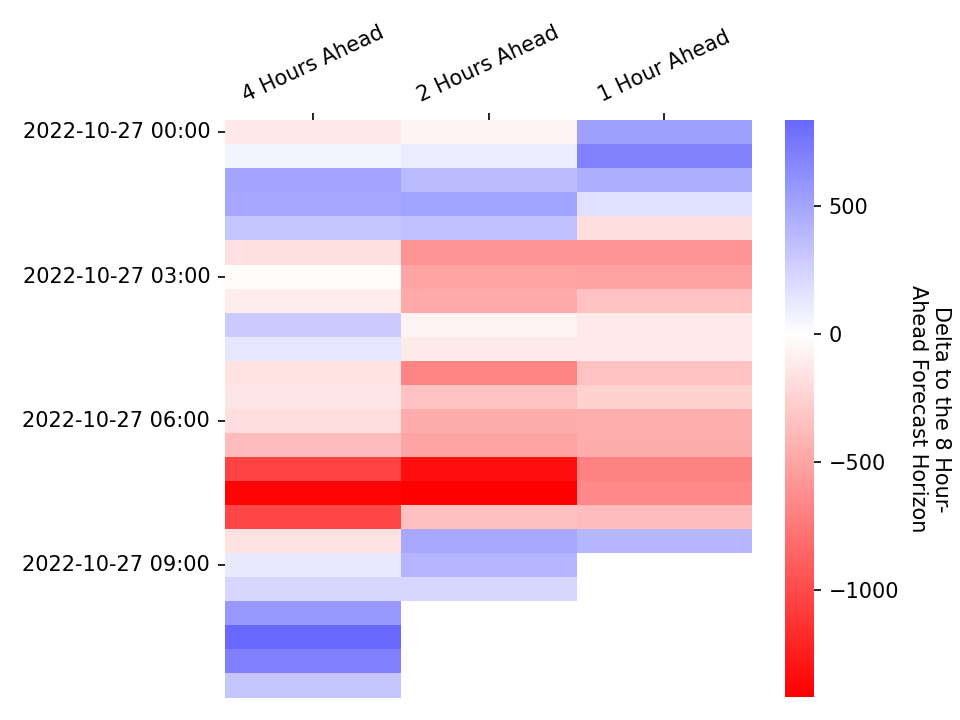 4 Hours Ahead
2 Hours Ahead
1 Hour Ahead
2022-10-27 00:00
2022-10-27 03:00
2022-10-27 06:00
2022-10-27 09:00
500
0
−500
−1000
Delta to the 8 Hour-
Ahead Forecast Horizon